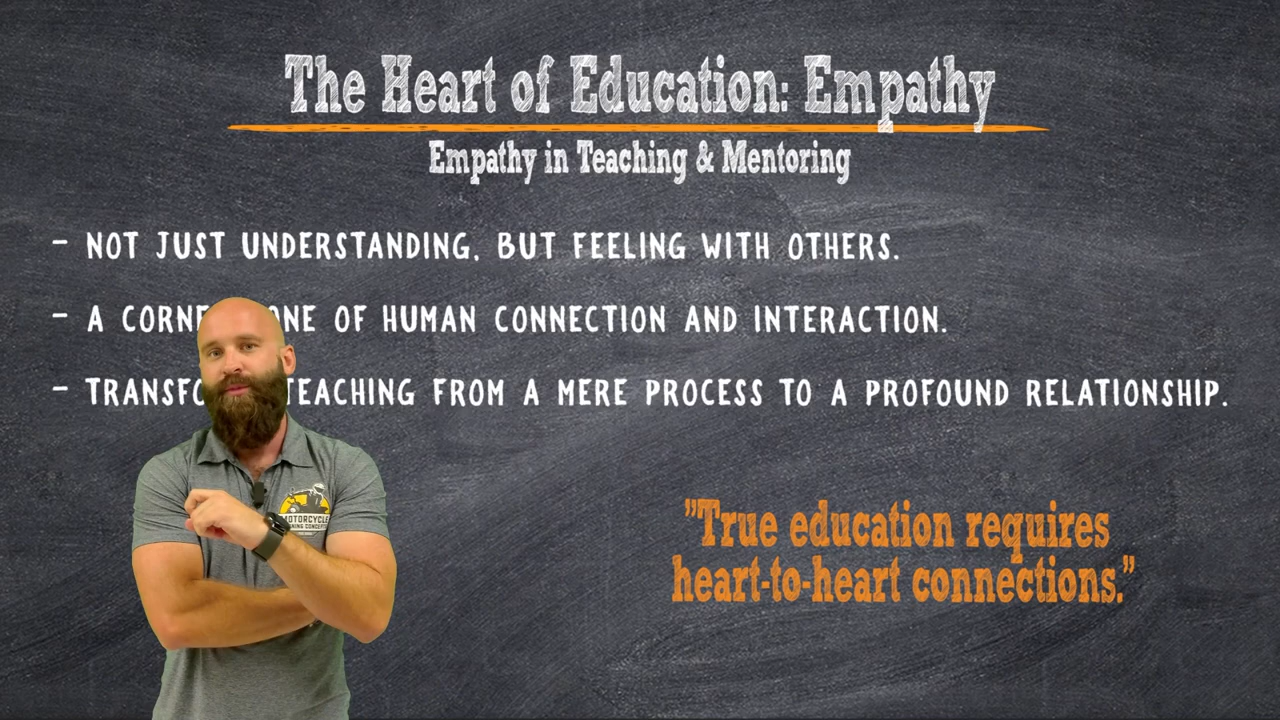 The Heart of Education: Empathy
Empathy in Teaching & Mentoring
- NOT JUST UNDERSTANDING, BUT FEELING WITH OTHERS.
- A OF HUMAN CONNECTION AND INTERACTION.
- TEACHING FROM A MERE PROCESS TO A PROFOUND RELATIONSHIP.
MOTORCYCLE
"True education requires
heart-to-heart connections."